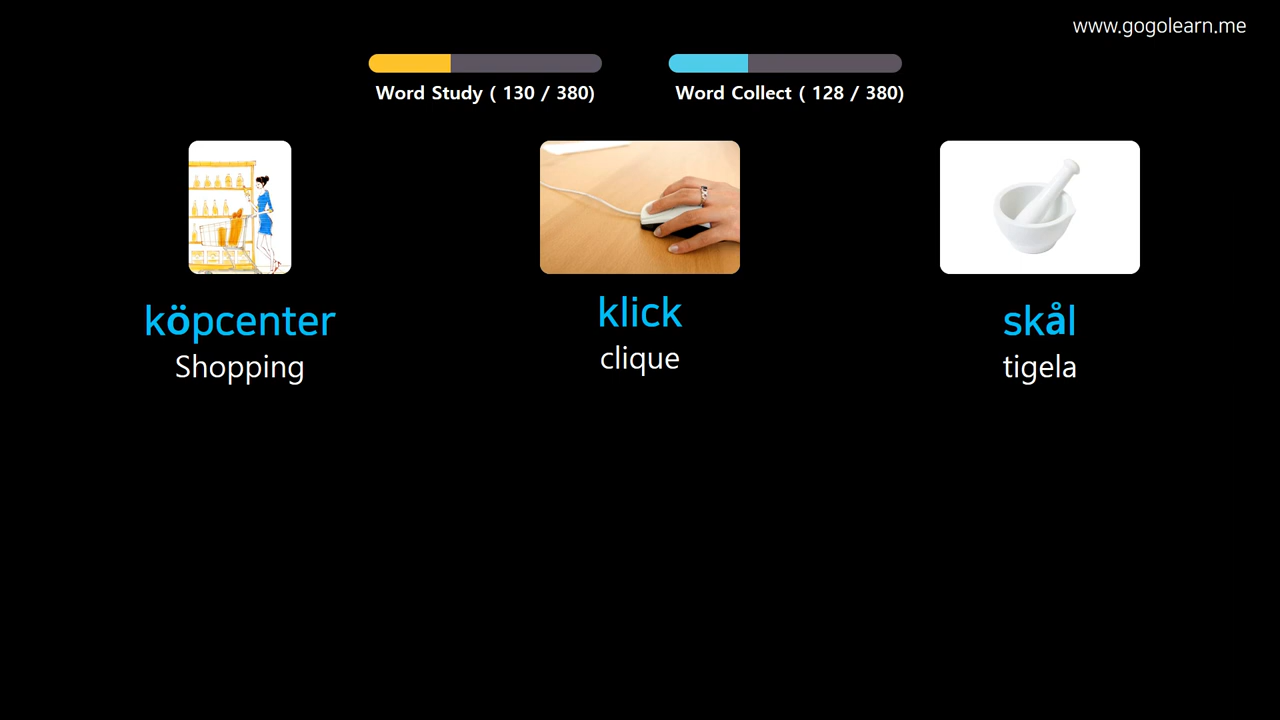 www.gogolearn.me
Word Study ( 130 / 380)
Word Collect ( 128 / 380)
köpcenter
Shopping
klick
clique
skål
tigela